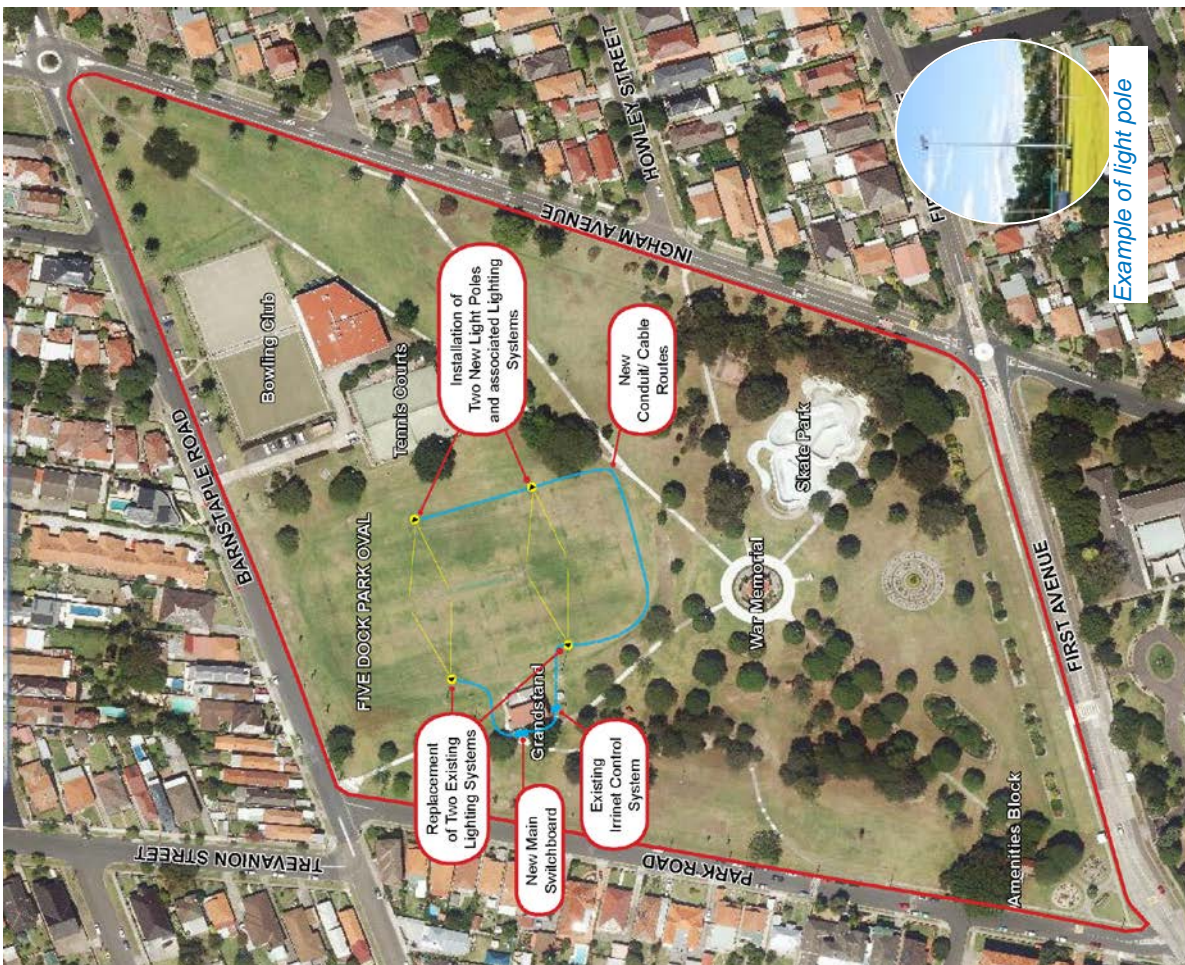 BARNSTAPLE ROAD
HOWLEY STREET
INGHAM AVENUE
Bowling Club
Tennis Courts
FIVE DOCK PARK OVAL
Installation of
Two New Light Poles
and associated Lighting
Systems
New
Conduit/ Cable
Routes
Replacement
of Two Existing
Lighting Systems
Grandstand
New Main
Switchboard
Existing
Irrinet Control
System
TREVANION STREET
PARK ROAD
War Memorial
Skate Park
FIRST AVENUE
Amenities Block
Example of light pole